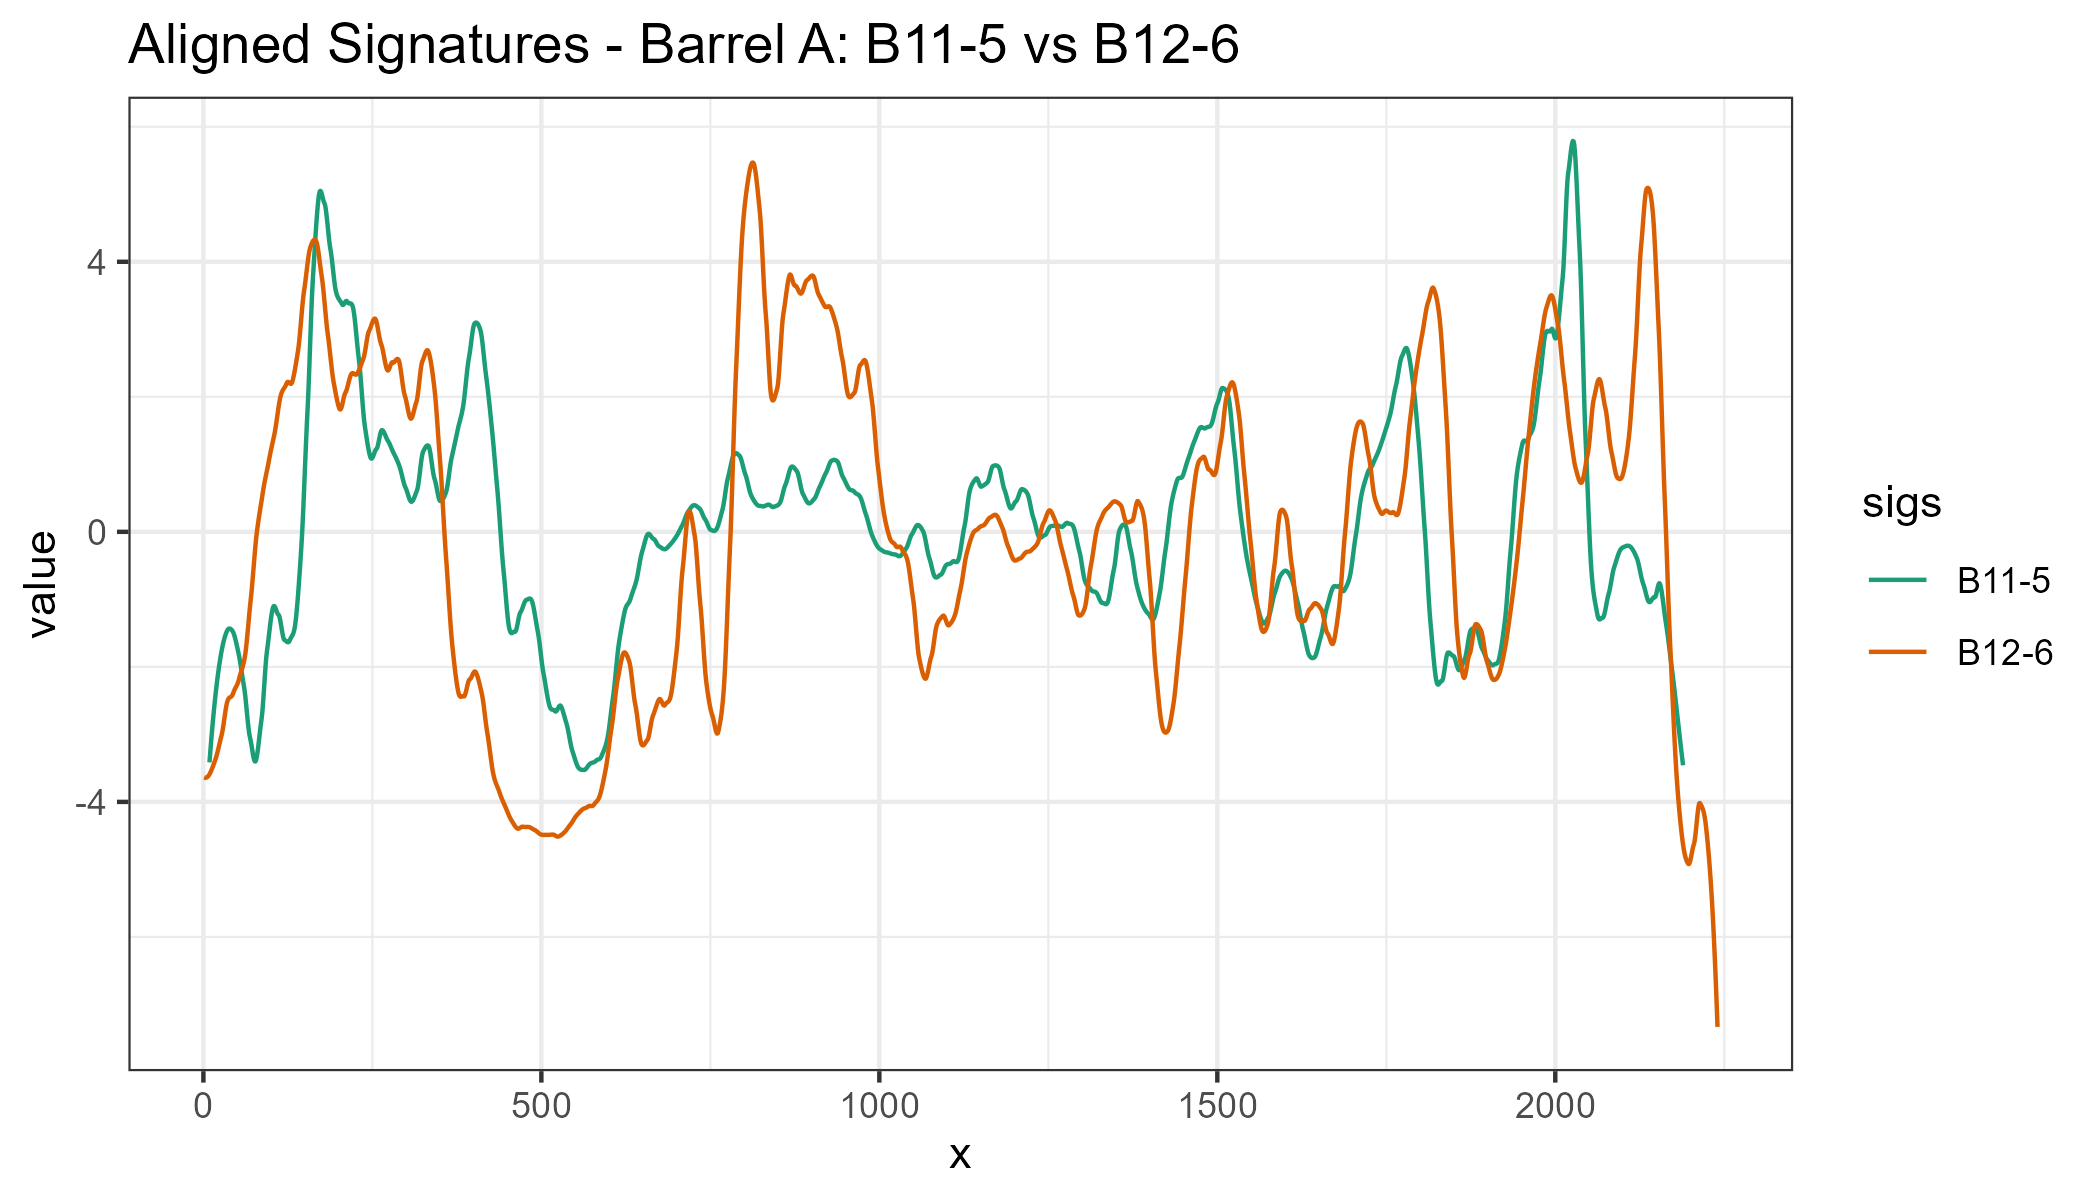 Aligned Signatures - Barrel A: B11-5 vs B12-6
value
4
0
-4
0 500 1000 1500 2000
x
sigs
B11-5
B12-6